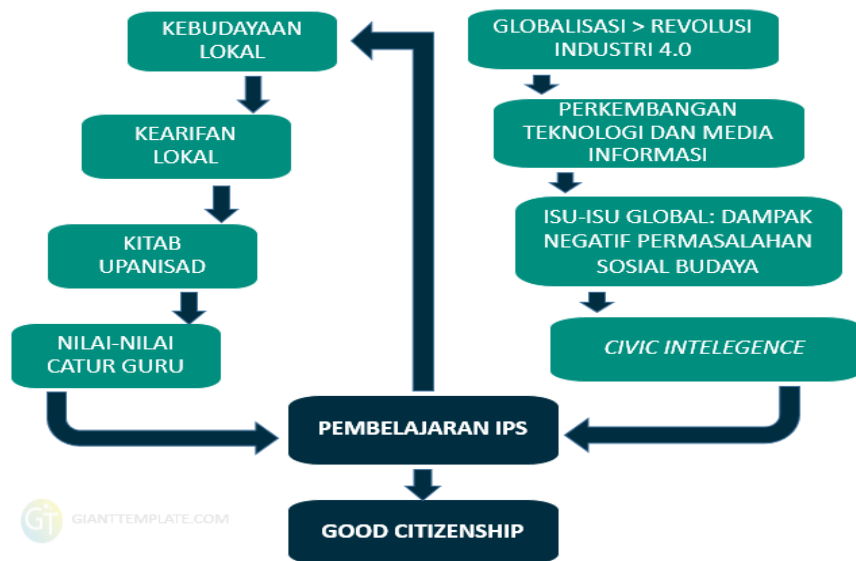 KEBUDAYAAN
LOKAL
KEARIFAN
LOKAL
KITAB
UPANISAD
NILAI-NILAI
CATUR GURU
GLOBALISASI > REVOLUSI
INDUSTRI 4.0
PERKEMBANGAN
TEKNOLOGI DAN MEDIA
INFORMASI
ISU-ISU GLOBAL: DAMPAK
NEGATIF PERMASALAHAN
SOSIAL BUDAYA
CIVIC INTELEGENCE
PEMBELAJARAN IPS
GOOD CITIZENSHIP
GT
GIANTTEMPLATE.COM